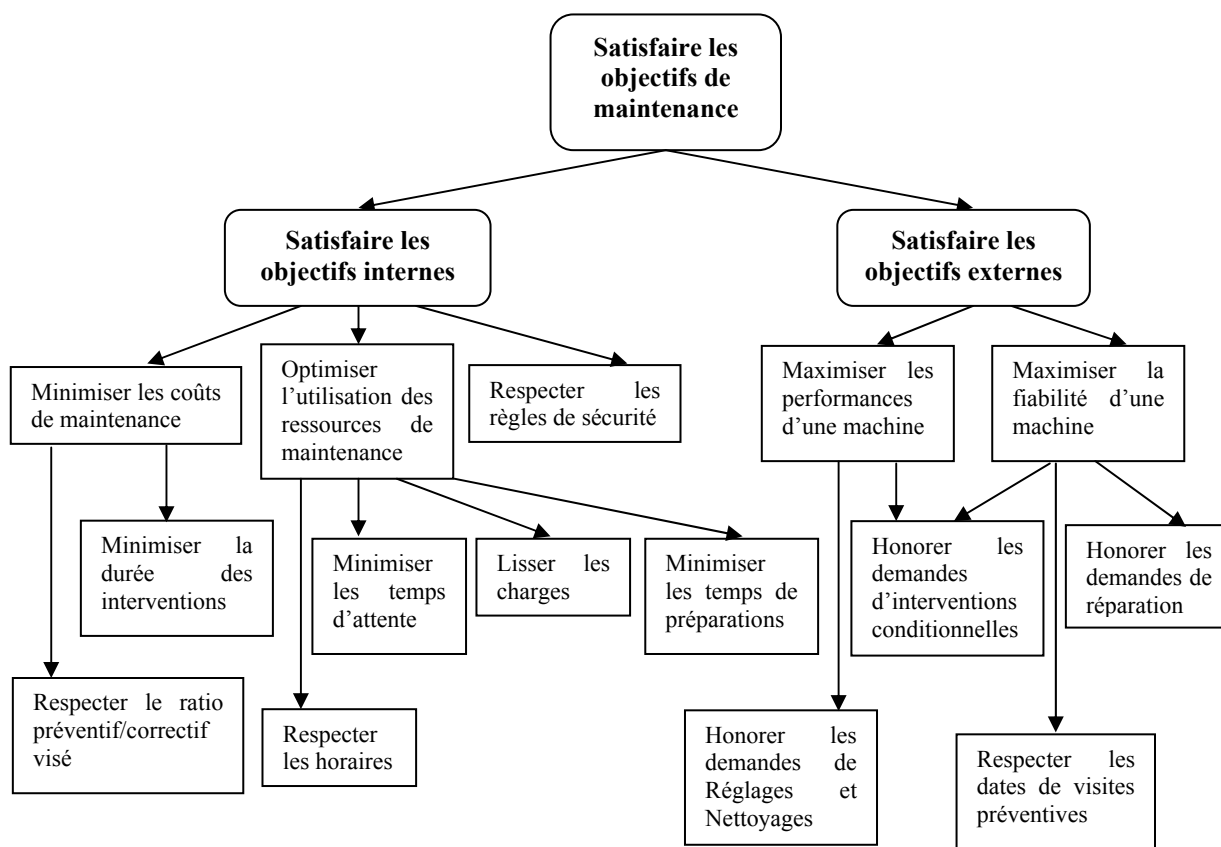 Satisfaire les
objectifs de
maintenance
Satisfaire les
objectifs internes
Satisfaire les
objectifs externes
Minimiser les coûts
de maintenance
Optimiser
l’utilisation des
ressources de
maintenance
Respecter les
règles de sécurité
Maximiser les
performances
d’une machine
Maximiser la
fiabilité d’une
machine
Minimiser la
durée des
interventions
Minimiser
les temps
d’attente
Lisser les
charges
Minimiser
les temps de
préparations
Honorer les
demandes
d’interventions
conditionnelles
Honorer les
demandes de
réparation
Respecter le ratio
préventif/correctif
visé
Respecter
les horaires
Honorer les
demandes de
Réglages et
Nettoyages
Respecter les
dates de visites
préventives